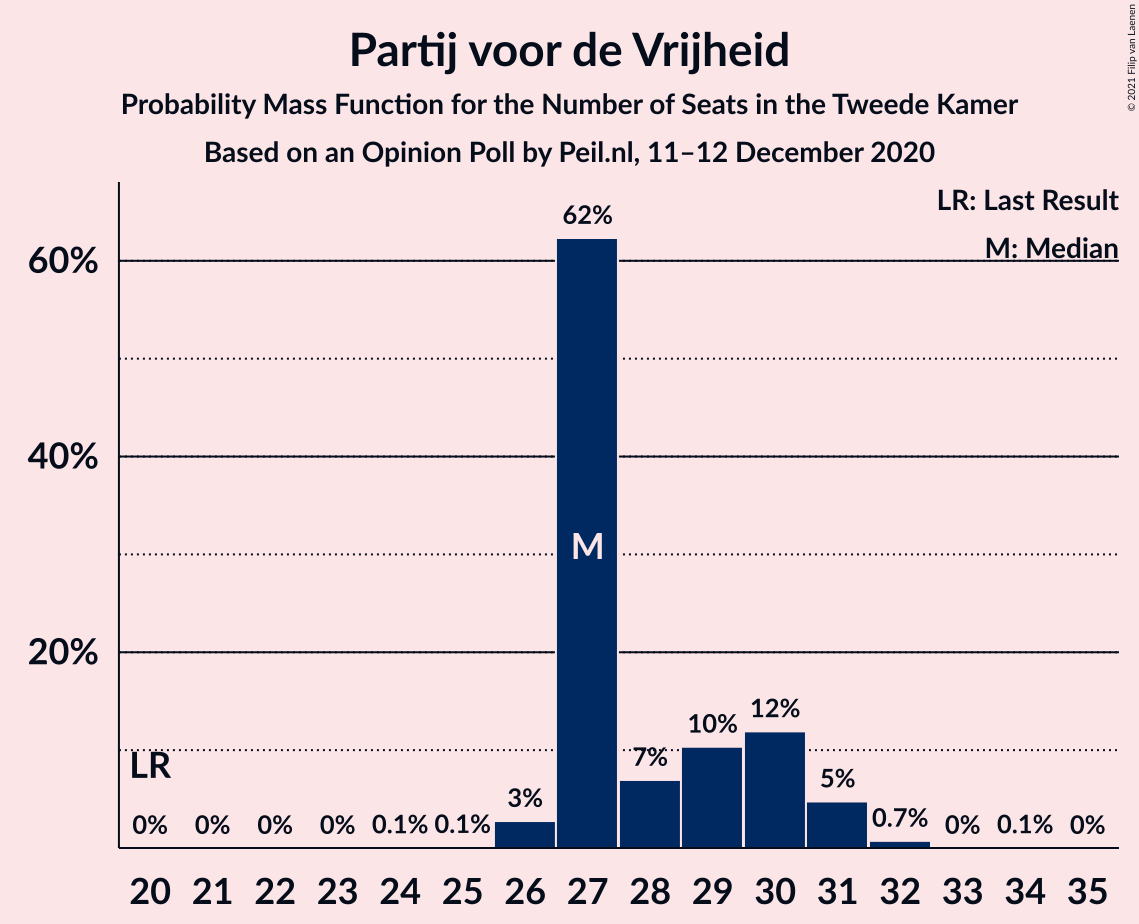 Partij voor de Vrijheid
Probability Mass Function for the Number of Seats in the Tweede Kamer
Based on an Opinion Poll by Peil.nl, 11–12 December 2020
© 2021 Filip van Laenen
LR: Last Result
M: Median
60%
40%
20%
62%
M
LR
0% 0% 0% 0% 0.1% 0.1% 3% 7% 10% 12% 5% 0.7% 0% 0.1% 0%
20 21 22 23 24 25 26 27 28 29 30 31 32 33 34 35